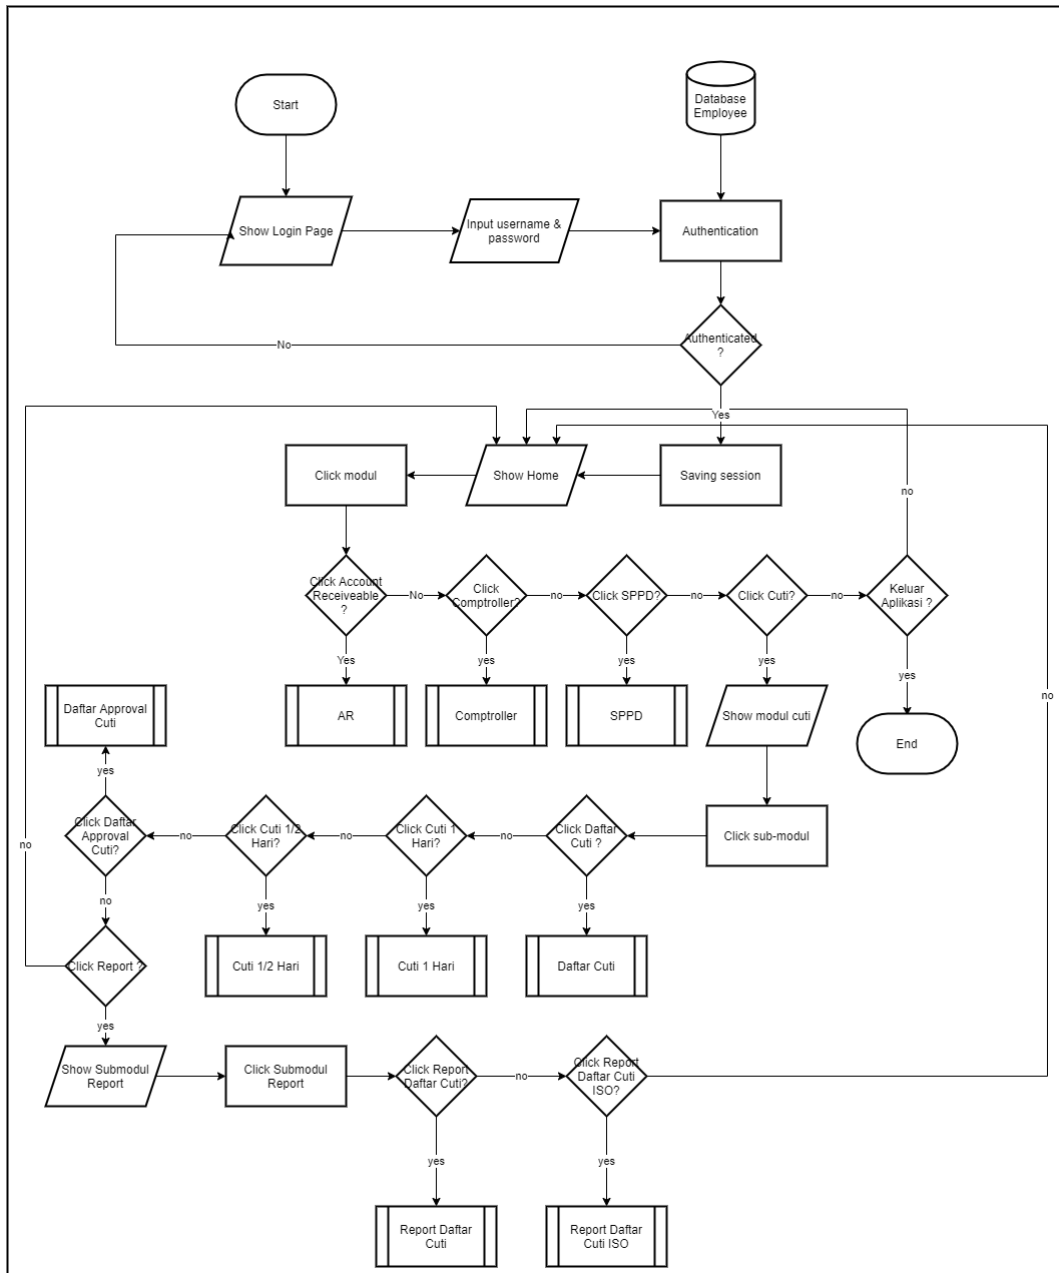 Start
Database
Employee
Show Login Page
Input username &
password
Authentication
No
Authenticated
?
Yes
Click modul
Show Home
Saving session
no
Click Account
Receiveable
?
No
Click
Comptroller?
no
Click SPPD?
no
Click Cuti?
no
Keluar
Aplikasi ?
Yes
yes
yes
yes
yes
no
Daftar Approval
Cuti
AR
Comptroller
SPPD
Show modul cuti
End
yes
Click Daftar
Approval
Cuti?
no
Click Cuti 1/2
Hari?
no
Click Cuti 1
Hari?
no
Click Daftar
Cuti ?
Click sub-modul
no
no
yes
yes
yes
Click Report ?
Cuti 1/2 Hari
Cuti 1 Hari
Daftar Cuti
yes
Show Submodul
Report
Click Submodul
Report
Click Report
Daftar Cuti?
no
Click Report
Daftar Cuti
ISO?
yes
yes
Report Daftar
Cuti
Report Daftar
Cuti ISO